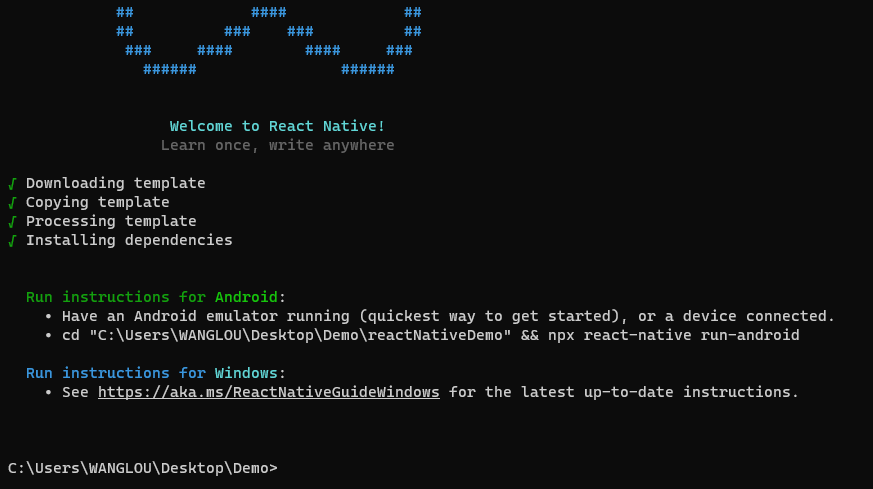 ##             ####             ##
##          ###    ###          ##
###     ####        ####     ###
######                ######
Welcome to React Native!
Learn once, write anywhere
√ Downloading template
√ Copying template
√ Processing template
√ Installing dependencies
Run instructions for Android:
• Have an Android emulator running (quickest way to get started), or a device connected.
• cd "C:\Users\WANGLOU\Desktop\Demo\reactNativeDemo" && npx react-native run-android
Run instructions for Windows:
• See https://aka.ms/ReactNativeGuideWindows for the latest up-to-date instructions.
C:\Users\WANGLOU\Desktop\Demo>